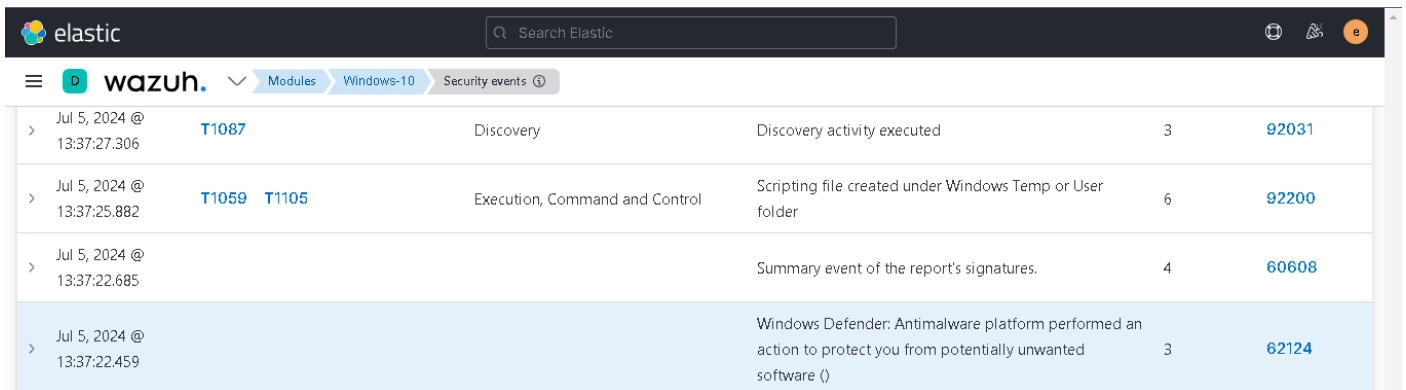 elastic
Search Elastic
e
D wazuh. Modules Windows-10 Security events
Jul 5, 2024 @
13:37:27.306
T1087
Discovery
Discovery activity executed
3
92031
Jul 5, 2024 @
13:37:25.882
T1059 T1105
Execution, Command and Control
Scripting file created under Windows Temp or User
folder
6
92200
Jul 5, 2024 @
13:37:22.685
Summary event of the report's signatures.
4
60608
Jul 5, 2024 @
13:37:22.459
Windows Defender: Antimalware platform performed an
action to protect you from potentially unwanted
software ()
3
62124